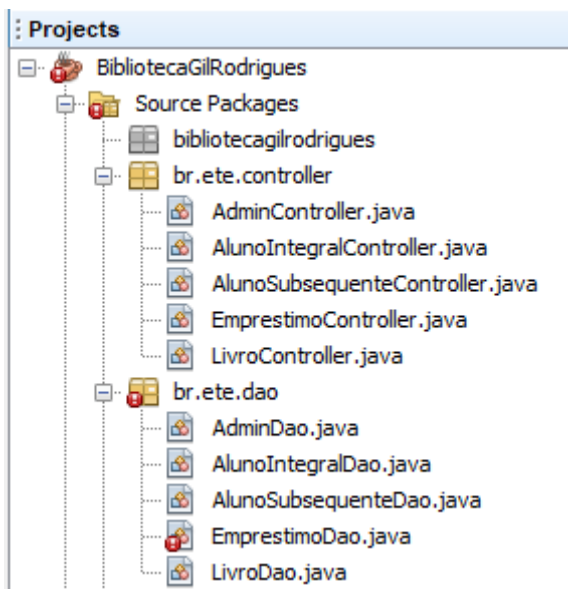 Projects
BibliotecaGilRodrigues
Source Packages
bibliotecagilrodrigues
br.ete.controller
AdminController.java
AlunoIntegralController.java
AlunoSubsequenteController.java
EmprestimoController.java
LivroController.java
br.ete.dao
AdminDao.java
AlunoIntegralDao.java
AlunoSubsequenteDao.java
EmprestimoDao.java
LivroDao.java